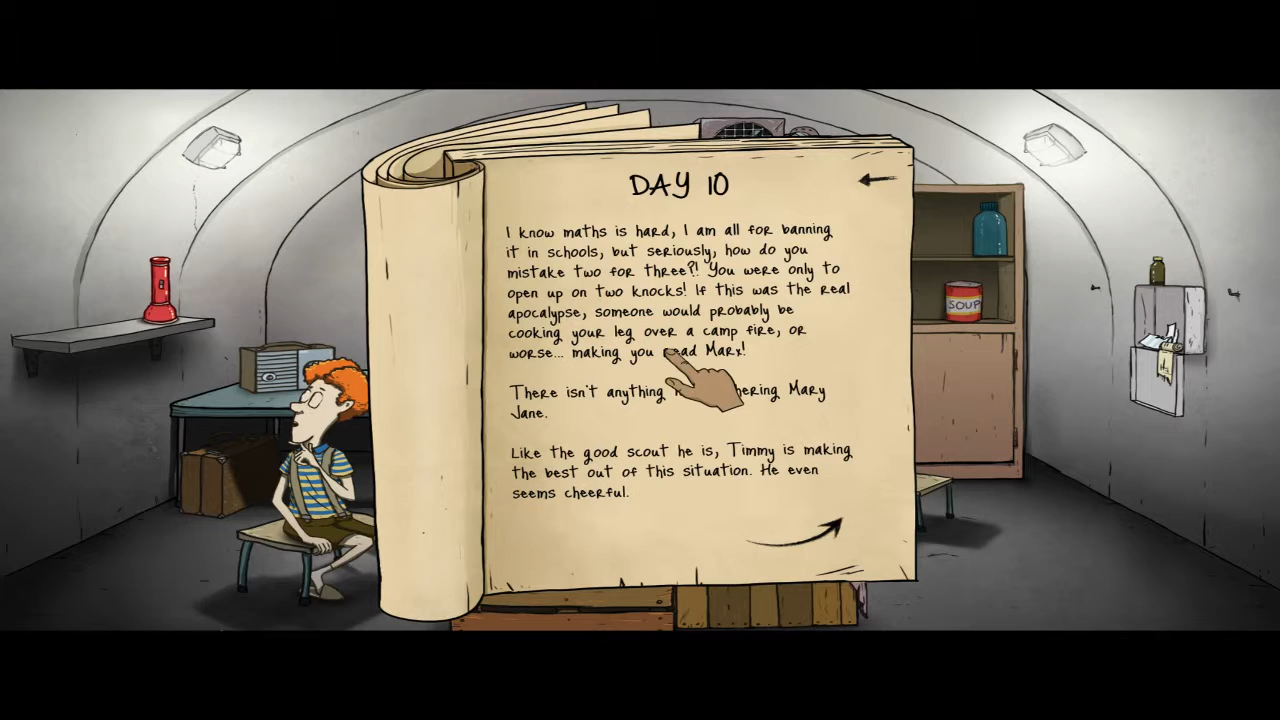 DAY 10
I know maths is hard, I am all for banning
it in schools, but seriously, how do you
mistake two for three?! You were only to
open up on two knocks! If this was the real
apocalypse, someone would probably be
cooking your leg over a camp fire, or
worse... making you read Marx!
There isn't anything Mary
Jane.
Like the good scout he is, Timmy is making
the best out of this situation. He even
seems cheerful.
SOUP